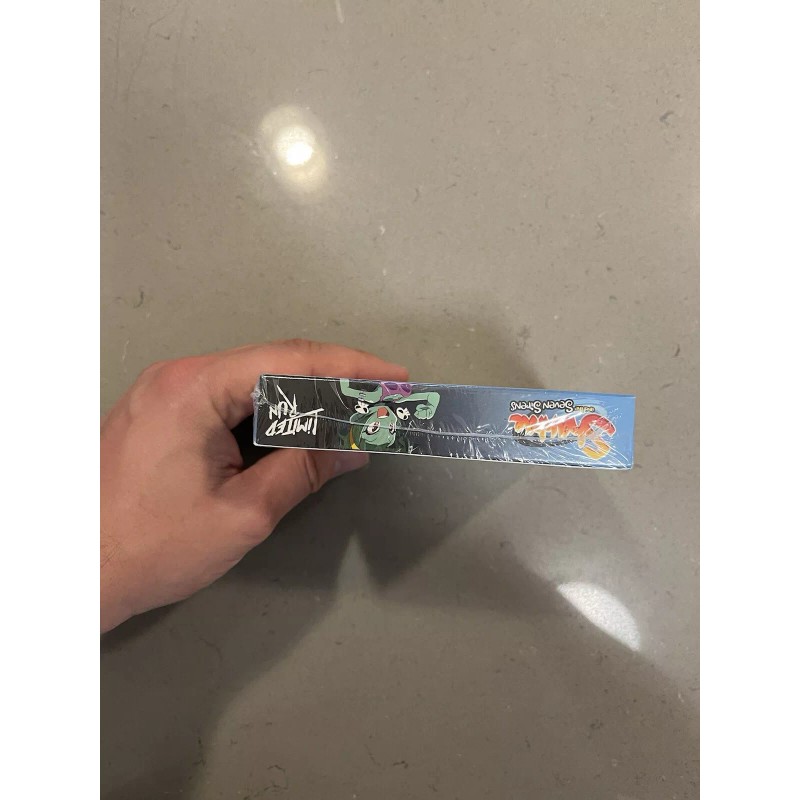 LIMITED
RUN
SHANTAE
AND THE
SEVEN SIRENS